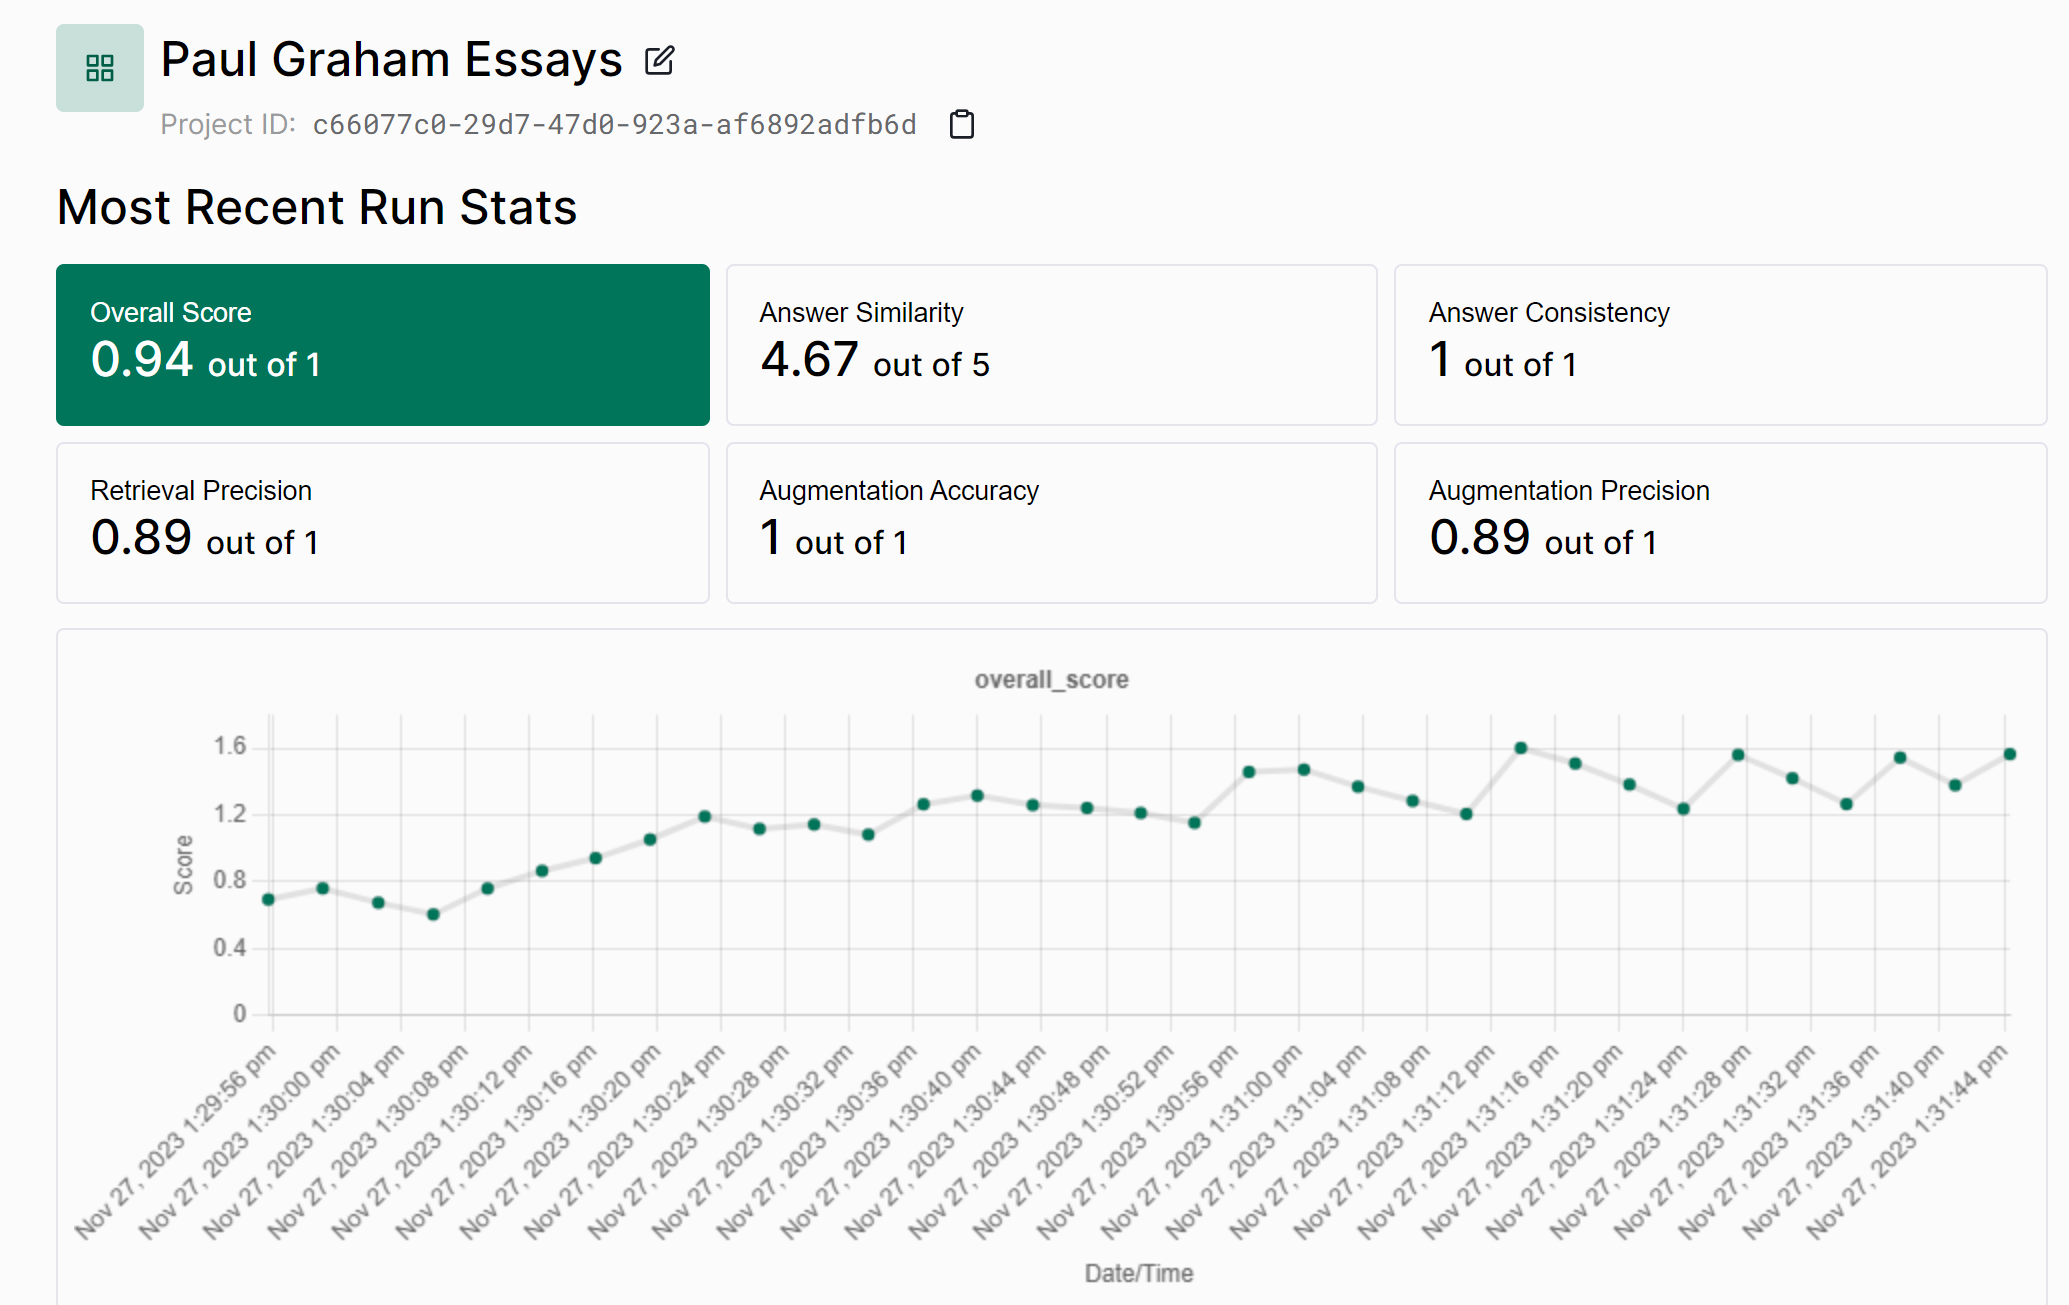 Paul Graham Essays
Project ID: c66077c0-29d7-47d0-923a-af6892adfb6d
Most Recent Run Stats
Overall Score
0.94 out of 1
Answer Similarity
4.67 out of 5
Answer Consistency
1 out of 1
Retrieval Precision
0.89 out of 1
Augmentation Accuracy
1 out of 1
Augmentation Precision
0.89 out of 1
overall_score
Score
1.6
1.2
0.8
0.4
0
Nov 27, 2023 1:29:56 pm
Nov 27, 2023 1:30:00 pm
Nov 27, 2023 1:30:04 pm
Nov 27, 2023 1:30:08 pm
Nov 27, 2023 1:30:12 pm
Nov 27, 2023 1:30:16 pm
Nov 27, 2023 1:30:20 pm
Nov 27, 2023 1:30:24 pm
Nov 27, 2023 1:30:28 pm
Nov 27, 2023 1:30:32 pm
Nov 27, 2023 1:30:36 pm
Nov 27, 2023 1:30:40 pm
Nov 27, 2023 1:30:44 pm
Nov 27, 2023 1:30:48 pm
Nov 27, 2023 1:30:52 pm
Nov 27, 2023 1:30:56 pm
Nov 27, 2023 1:31:00 pm
Nov 27, 2023 1:31:04 pm
Nov 27, 2023 1:31:08 pm
Nov 27, 2023 1:31:12 pm
Nov 27, 2023 1:31:16 pm
Nov 27, 2023 1:31:20 pm
Nov 27, 2023 1:31:24 pm
Nov 27, 2023 1:31:28 pm
Nov 27, 2023 1:31:32 pm
Nov 27, 2023 1:31:36 pm
Nov 27, 2023 1:31:40 pm
Nov 27, 2023 1:31:44 pm
Date/Time